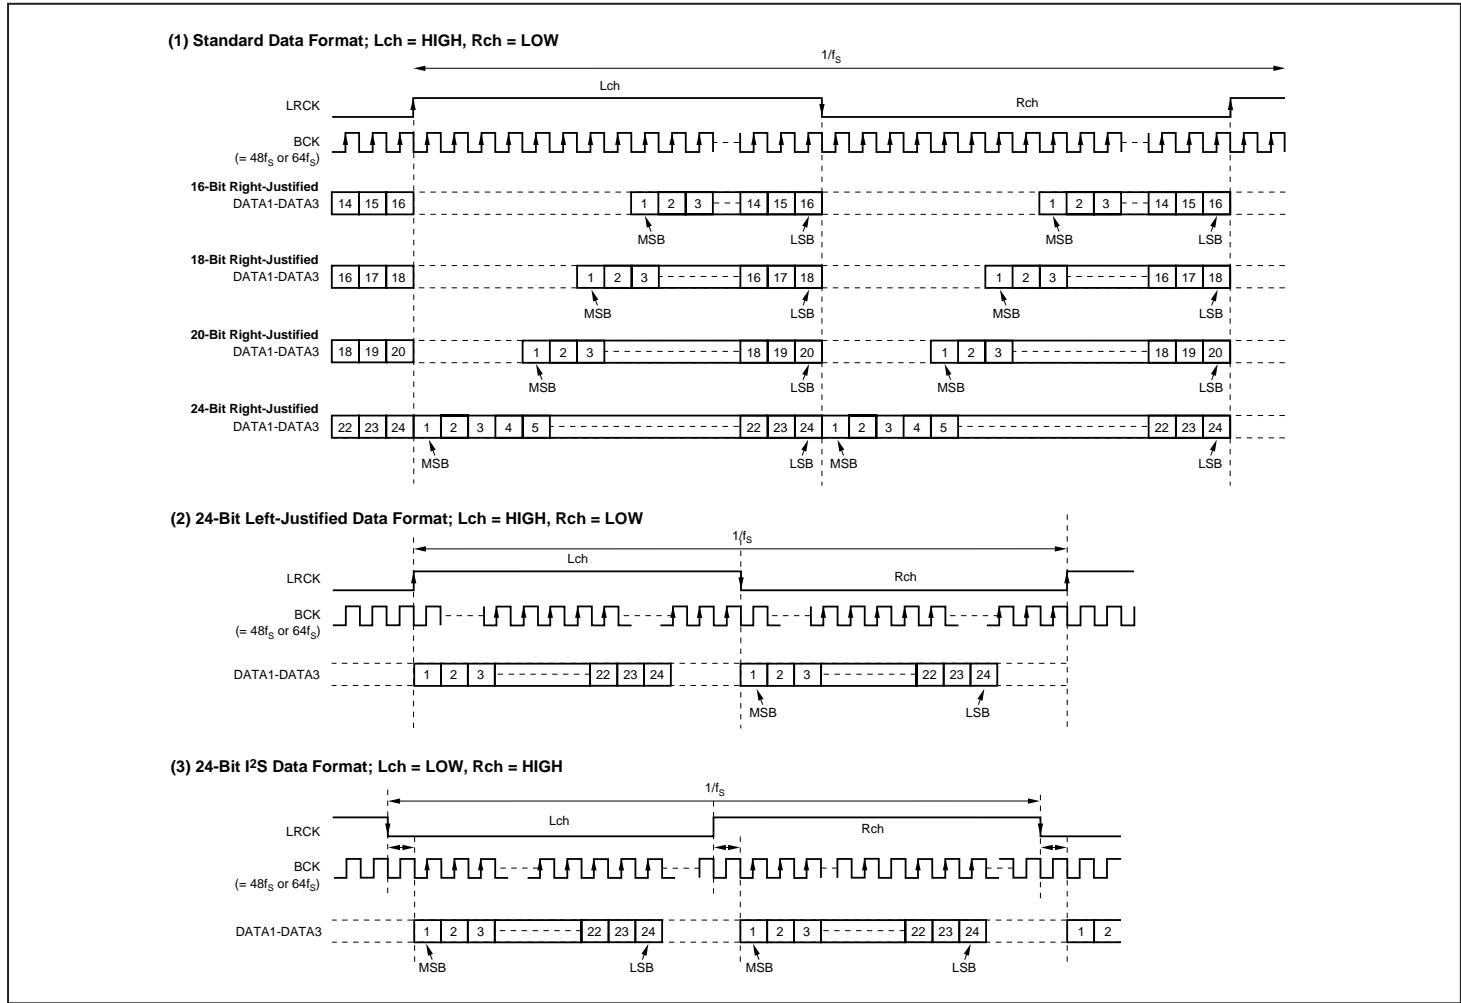 (1) Standard Data Format; Lch = HIGH, Rch = LOW
1/fS
Lch
LRCK
Rch
BCK
(= 48fS or 64fS)
16-Bit Right-Justified
DATA1-DATA3
14 15 16 1 2 3 14 15 16 1 2 3 14 15 16
MSB LSB MSB LSB
18-Bit Right-Justified
DATA1-DATA3
16 17 18 1 2 3 16 17 18 1 2 3 16 17 18
MSB LSB MSB LSB
20-Bit Right-Justified
DATA1-DATA3
18 19 20 1 2 3 18 19 20 1 2 3 18 19 20
MSB LSB MSB LSB
24-Bit Right-Justified
DATA1-DATA3
22 23 24 1 2 3 4 5 22 23 24 1 2 3 4 5 22 23 24
MSB LSB MSB LSB
(2) 24-Bit Left-Justified Data Format; Lch = HIGH, Rch = LOW
1/fS
Lch
LRCK
Rch
BCK
(= 48fS or 64fS)
DATA1-DATA3
1 2 3 22 23 24 1 2 3 22 23 24
MSB LSB
(3) 24-Bit I²S Data Format; Lch = LOW, Rch = HIGH
1/fS
Lch
LRCK
Rch
BCK
(= 48fS or 64fS)
DATA1-DATA3
1 2 3 22 23 24 1 2 3 22 23 24 1 2
MSB LSB MSB LSB